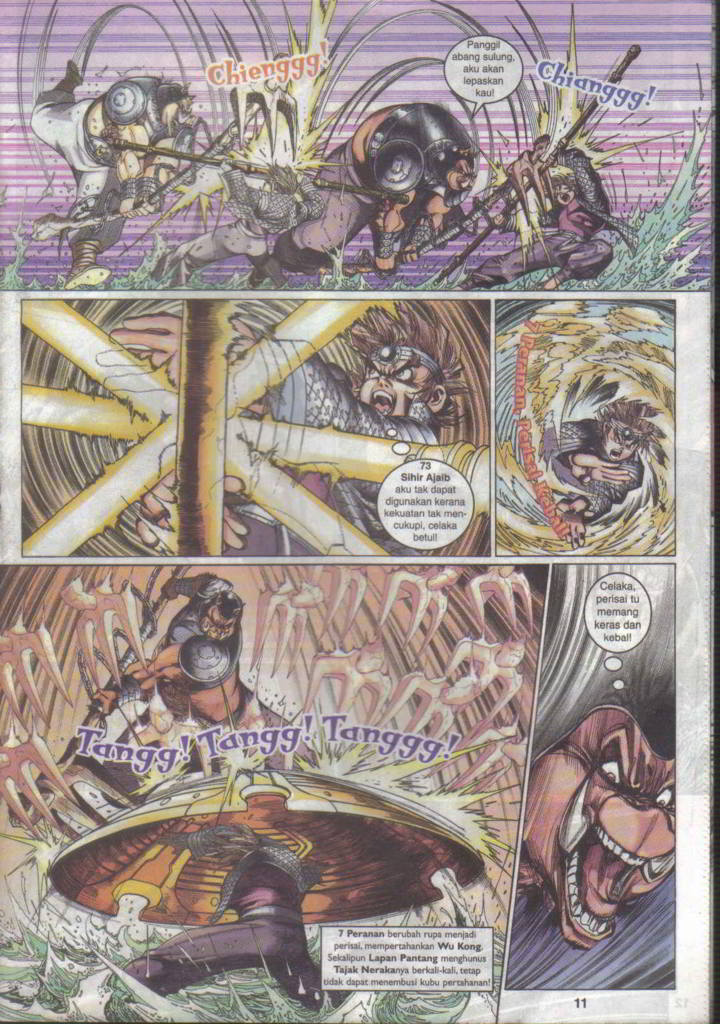 Chienggg!
Panggil
abang sulung,
aku akan
lepaskan
kau!
Chianggg!
73
Sihir Ajaib
aku tak dapat
digunakan kerana
kekuatan tak men-
cukupi, celaka
betul!
7 Peranan, Perisai Kebal!
Celaka,
perisai tu
memang
keras dan
kebal!
Tangg! Tangg! Tanggg!
7 Peranan berubah rupa menjadi
perisai, mempertahankan Wu Kong.
Sekalipun Lapan Pantang menghunus
Tajak Nerakanya berkali-kali, tetap
tidak dapat menembusi kubu pertahanan!
11
12